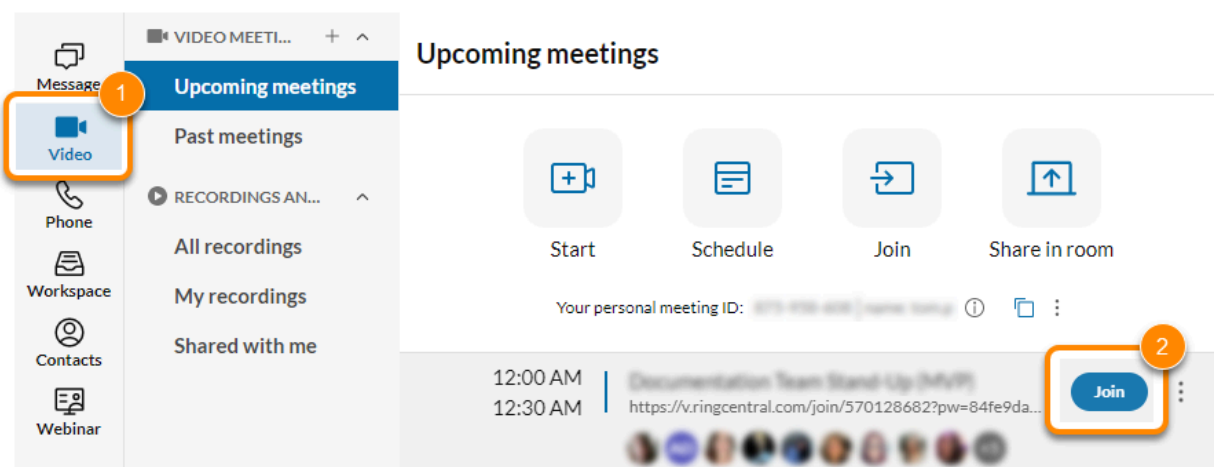 Message
1
Video
Phone
Workspace
Contacts
Webinar
VIDEO MEETI...
Upcoming meetings
Past meetings
RECORDINGS AN...
All recordings
My recordings
Shared with me
Upcoming meetings
Start
Schedule
Join
Share in room
Your personal meeting ID:
12:00 AM
12:30 AM
https://v.ringcentral.com/join/570128682?pw=84fe9da...
2
Join